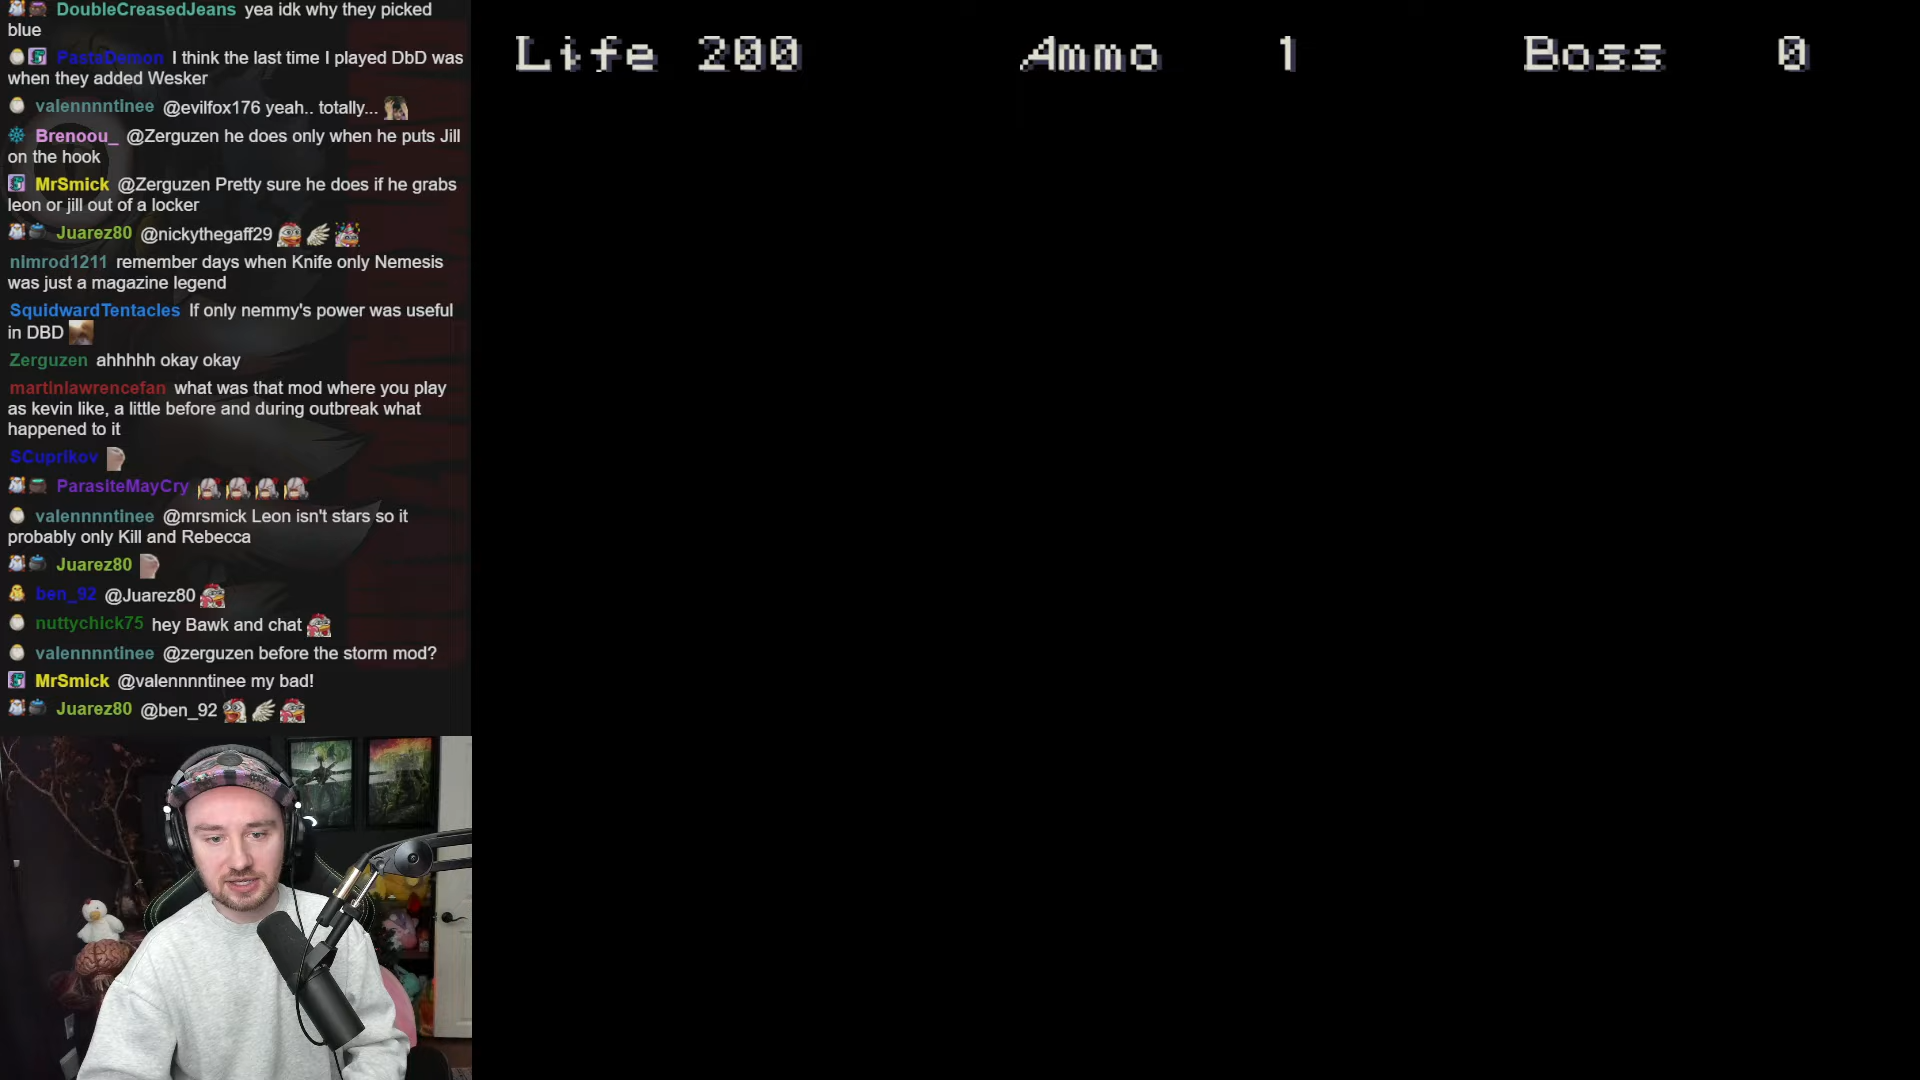 DoubleCreasedJeans yea idk why they picked
blue
PastaDemon I think the last time I played DbD was
when they added Wesker
valennnntinee @evilfox176 yeah.. totally...
Brenoou_ @Zerguzen he does only when he puts Jill
on the hook
MrSmick @Zerguzen Pretty sure he does if he grabs
leon or jill out of a locker
Juarez80 @nickythegaff29
nimrod1211 remember days when Knife only Nemesis
was just a magazine legend
SquidwardTentacles If only nemmy's power was useful
in DBD
Zerguzen ahhhhh okay okay
martinlawrencefan what was that mod where you play
as kevin like, a little before and during outbreak what
happened to it
SCuprikov
ParasiteMayCry
valennnntinee @mrsmick Leon isn't stars so it
probably only Kill and Rebecca
Juarez80
ben_92 @Juarez80
nuttychick75 hey Bawk and chat
valennnntinee @zerguzen before the storm mod?
MrSmick @valennnntinee my bad!
Juarez80 @ben_92
Life 200 Ammo 1 Boss 0